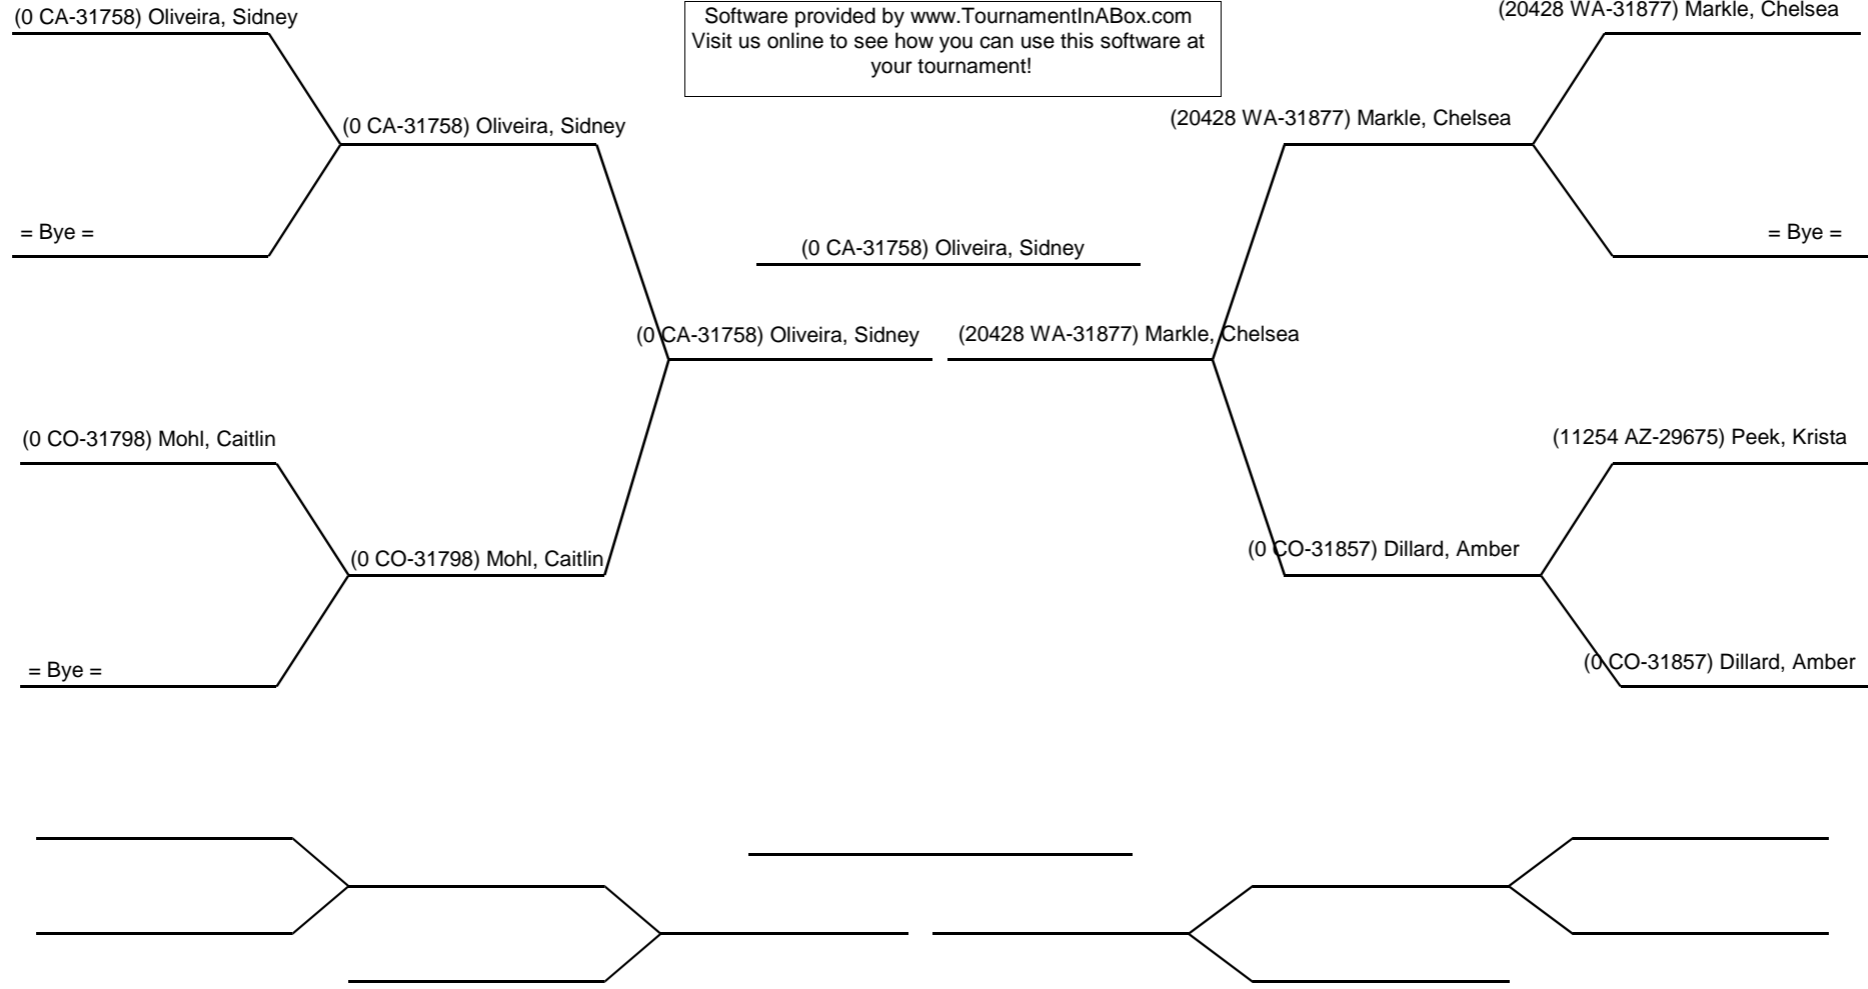 (0 CA-31758) Oliveira, Sidney
Software provided by www.TournamentInABox.com
Visit us online to see how you can use this software at
your tournament!
(20428 WA-31877) Markle, Chelsea
(0 CA-31758) Oliveira, Sidney
(20428 WA-31877) Markle, Chelsea
= Bye =
(0 CA-31758) Oliveira, Sidney
= Bye =
(0 CA-31758) Oliveira, Sidney
(20428 WA-31877) Markle, Chelsea
(0 CO-31798) Mohl, Caitlin
(11254 AZ-29675) Peek, Krista
(0 CO-31798) Mohl, Caitlin
(0 CO-31857) Dillard, Amber
= Bye =
(0 CO-31857) Dillard, Amber